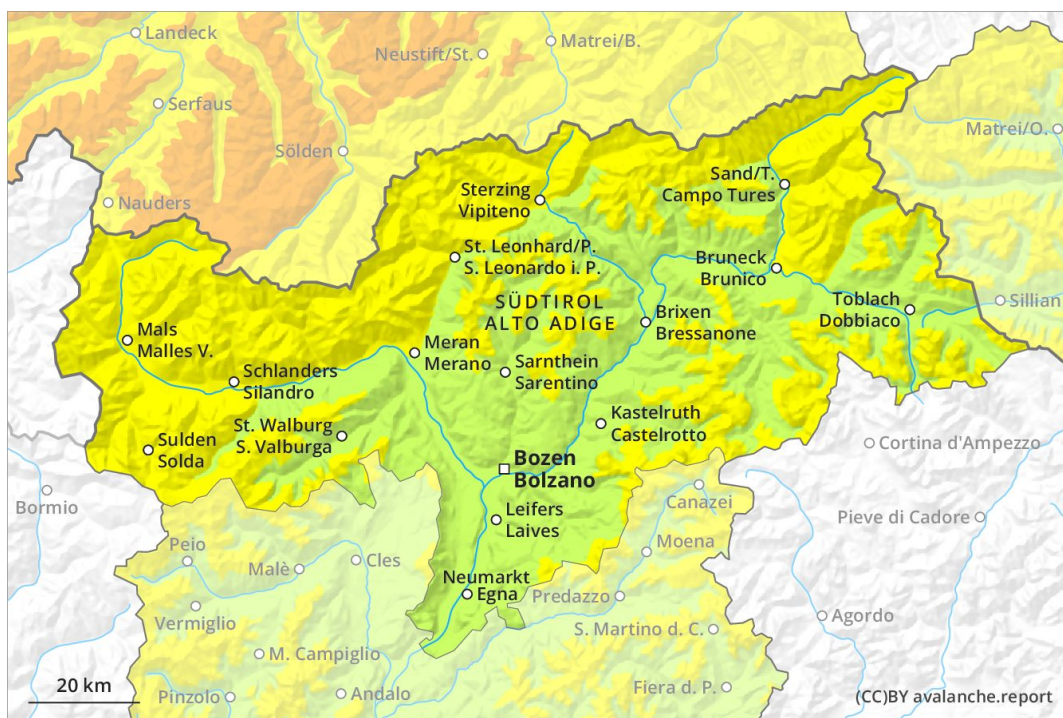 Landeck
Matrei/B.
Neustift/St.
Serfaus
Matrei/O.
Sölden
Sand/T.
Campo Tures
Sterzing
Vipiteno
Nauders
St. Leonhard/P.
S. Leonardo i. P.
Bruneck
Brunico
SÜDTIROL
ALTO ADIGE
Toblach
Dobbiaco
Sillian
Brixen
Bressanone
Mals
Malles V.
Meran
Merano
Sarnthein
Sarentino
Schlanders
Silandro
St. Walburg
S. Valburga
Kastelruth
Castelrotto
Sulden
Solda
Cortina d'Ampezzo
Bozen
Bolzano
Bormio
Canazei
Leifers
Laives
Pieve di Cadore
Moena
Peio
Cles
Malè
Neumarkt
Egna
Predazzo
Vermiglio
Agordo
S. Martino d. C.
M. Campiglio
20 km
Pinzolo
Andalo
Fiera d. P.
(CC)BY avalanche.report